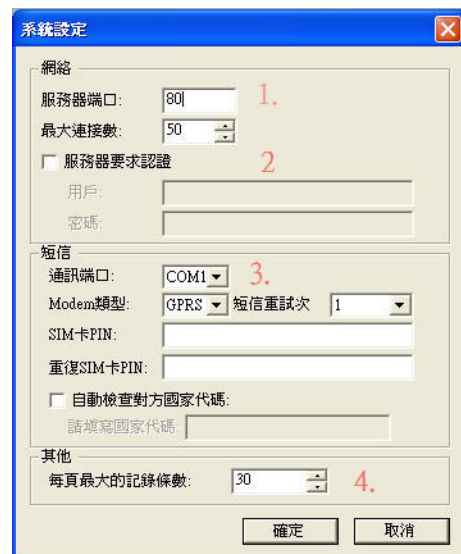 系統設定
網絡
服務器端口: 80 1.
最大連接數: 50
服務器要求認證 2
用戶:
密碼:
短信
通訊端口: COM1 3.
Modem類型: GPRS 短信重試次 1
SIM卡PIN:
重復SIM卡PIN:
自動檢查對方國家代碼:
請填寫國家代碼:
其他
每頁最大的記錄條數: 30 4.
確定 取消